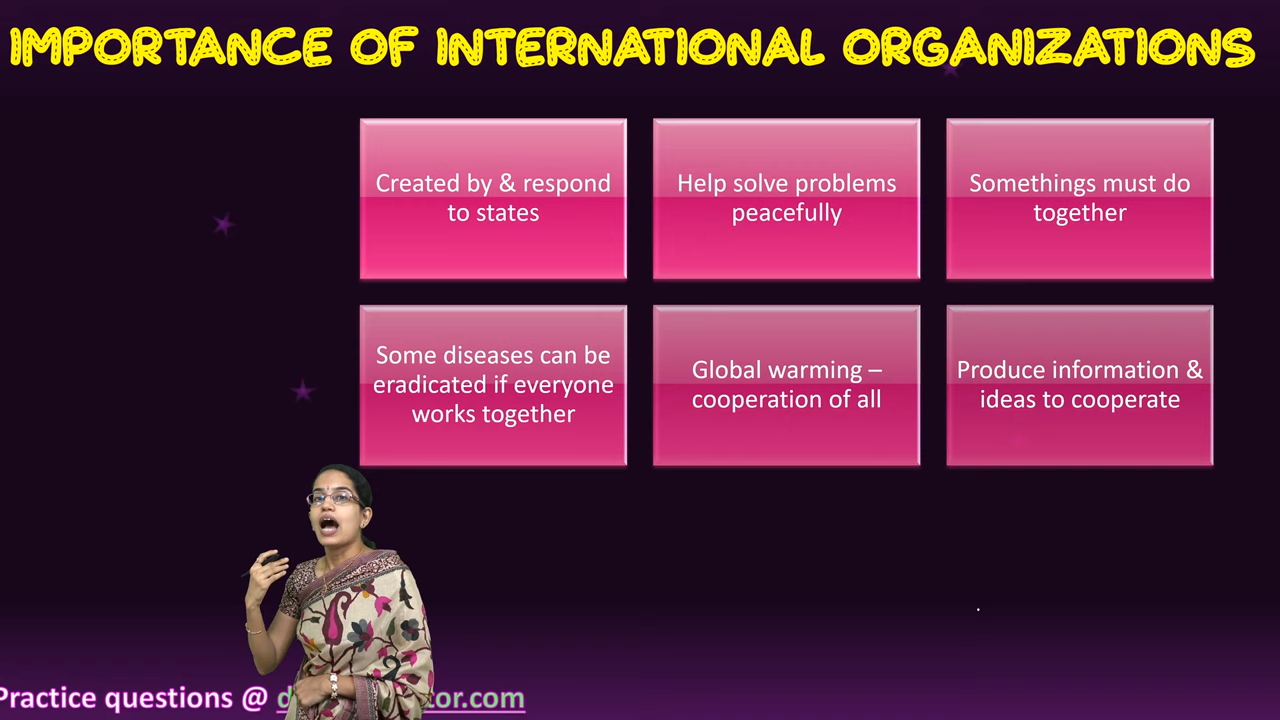 IMPORTANCE OF INTERNATIONAL ORGANIZATIONS
Created by & respond
to states
Help solve problems
peacefully
Somethings must do
together
Some diseases can be
eradicated if everyone
works together
Global warming –
cooperation of all
Produce information &
ideas to cooperate
Practice questions @